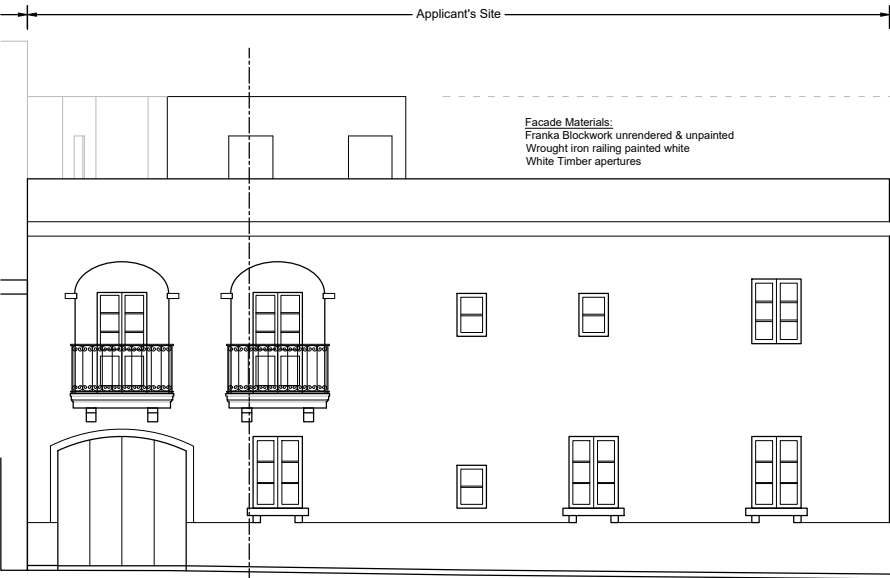 Applicant's Site
Facade Materials:
Franka Blockwork unrendered & unpainted
Wrought iron railing painted white
White Timber apertures